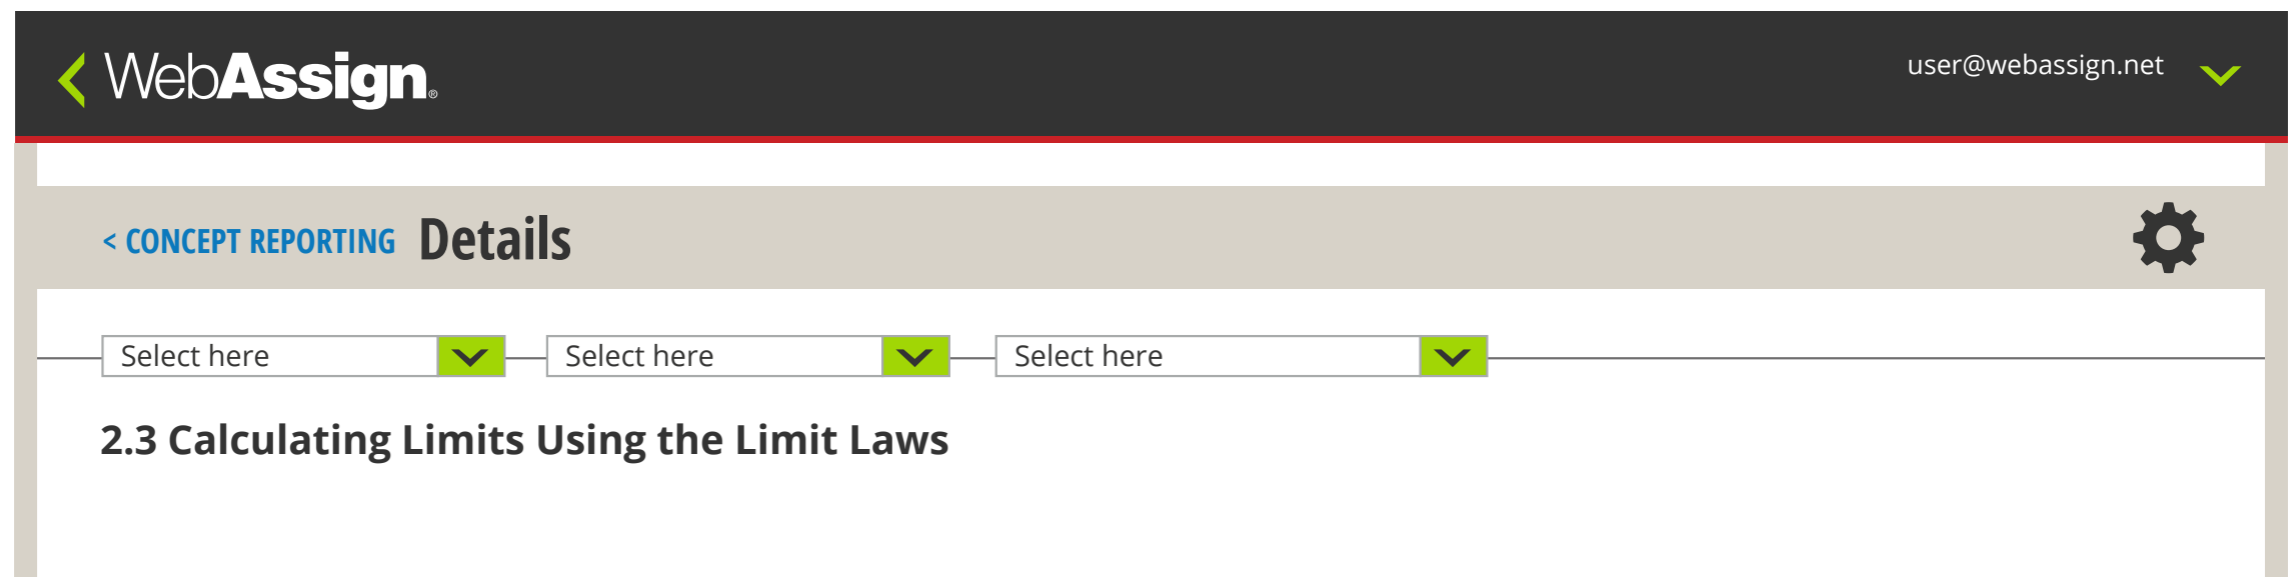 WebAssign®
user@webassign.net
< CONCEPT REPORTING Details
Select here Select here Select here
2.3 Calculating Limits Using the Limit Laws